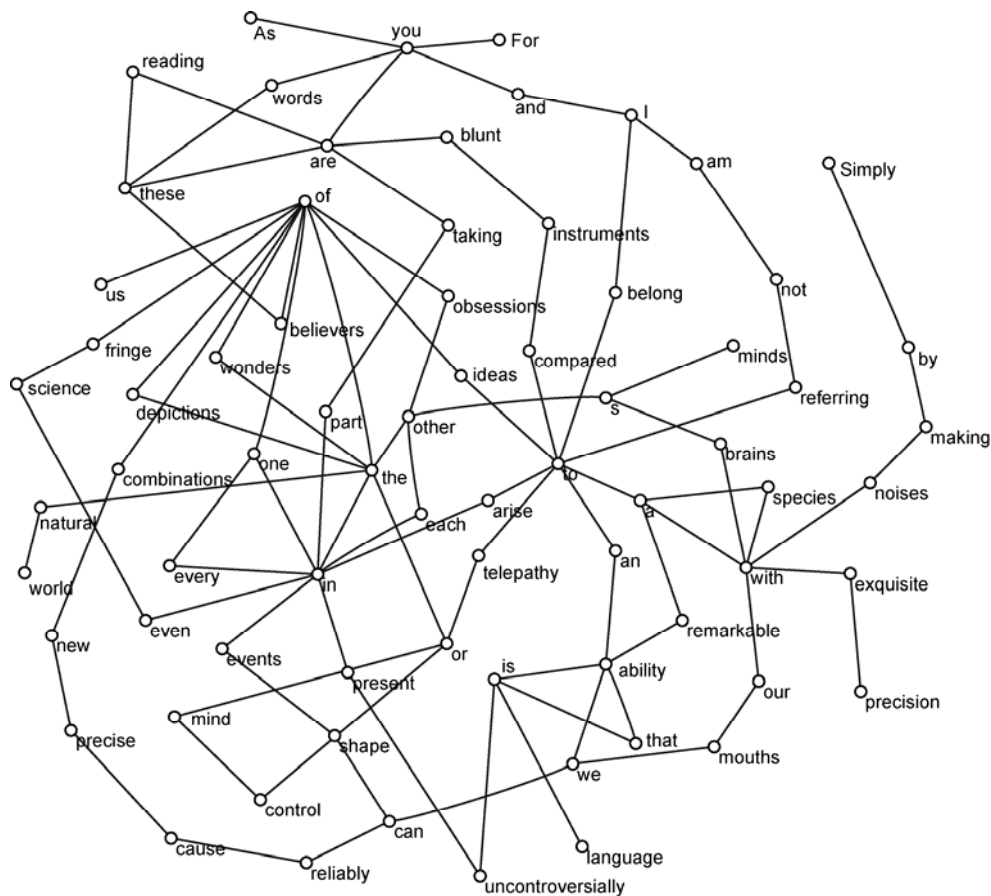 As
you
For
reading
words
and
I
blunt
are
am
Simply
these
of
taking
instruments
us
not
belong
believers
obsessions
fringe
wonders
compared
minds
by
science
ideas
s
referring
depictions
part
other
making
brains
combinations
one
the
to
species
noises
natural
each
arise
a
world
every
in
telepathy
an
with
exquisite
even
remarkable
new
events
or
is
ability
present
our
precision
mind
precise
shape
that
mouths
we
control
can
cause
reliably
language
uncontroversially